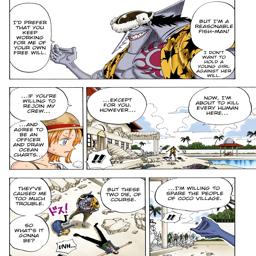 BUT I'M A
REASONABLE
FISH-MAN!
I DON'T
WANT TO
HOLD A
YOUNG GIRL
AGAINST HER
WILL.
I'D PREFER
THAT YOU
KEEP
WORKING
FOR ME OF
YOUR OWN
FREE WILL.
NOW, I'M
ABOUT TO KILL
EVERY HUMAN
HERE...
...EXCEPT
FOR YOU.
HOWEVER...
...IF YOU'RE
WILLING TO
REJOIN MY
CREW...
...AND
AGREE TO
BE AN
OFFICER
AND DRAW
OCEAN
CHARTS...
!!
...I'M WILLING TO
SPARE THE PEOPLE
OF COCO VILLAGE.
!!
BUT THESE
TWO DIE, OF
COURSE.
THEY'VE
CAUSED ME
TOO MUCH
TROUBLE.
SO
WHAT'S IT
GONNA
BE?
ドス!
UNN...